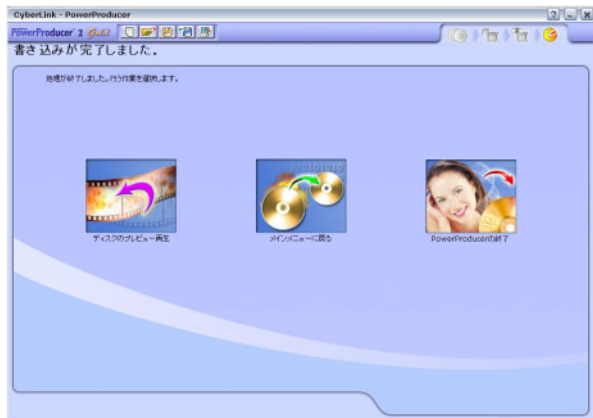 CyberLink - PowerProducer
PowerProducer 2 Gold
書き込みが完了しました。
処理が終了しました。行う作業を選択します。
ディスクのプレビュー再生
メインメニューに戻る
PowerProducerの終了